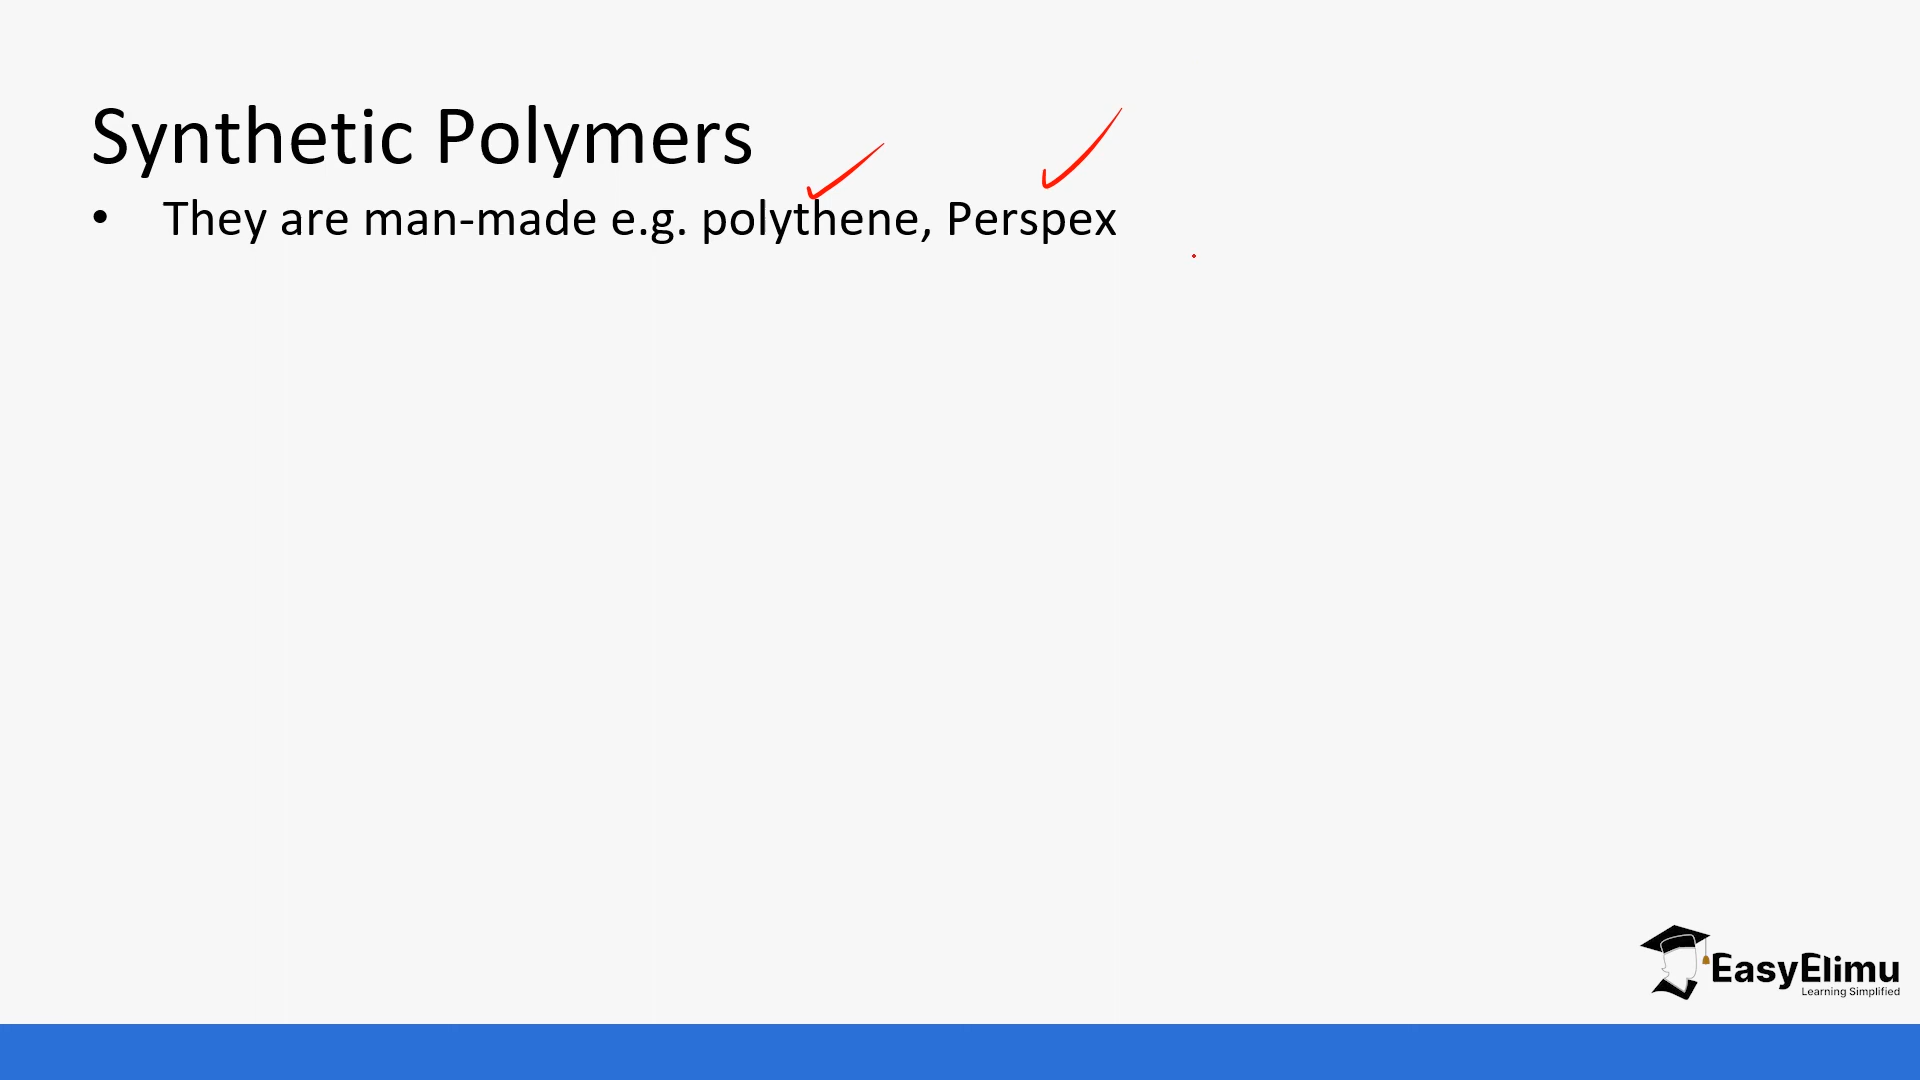 Synthetic Polymers
• They are man-made e.g. polythene, Perspex
EasyElimu
Learning Simplified